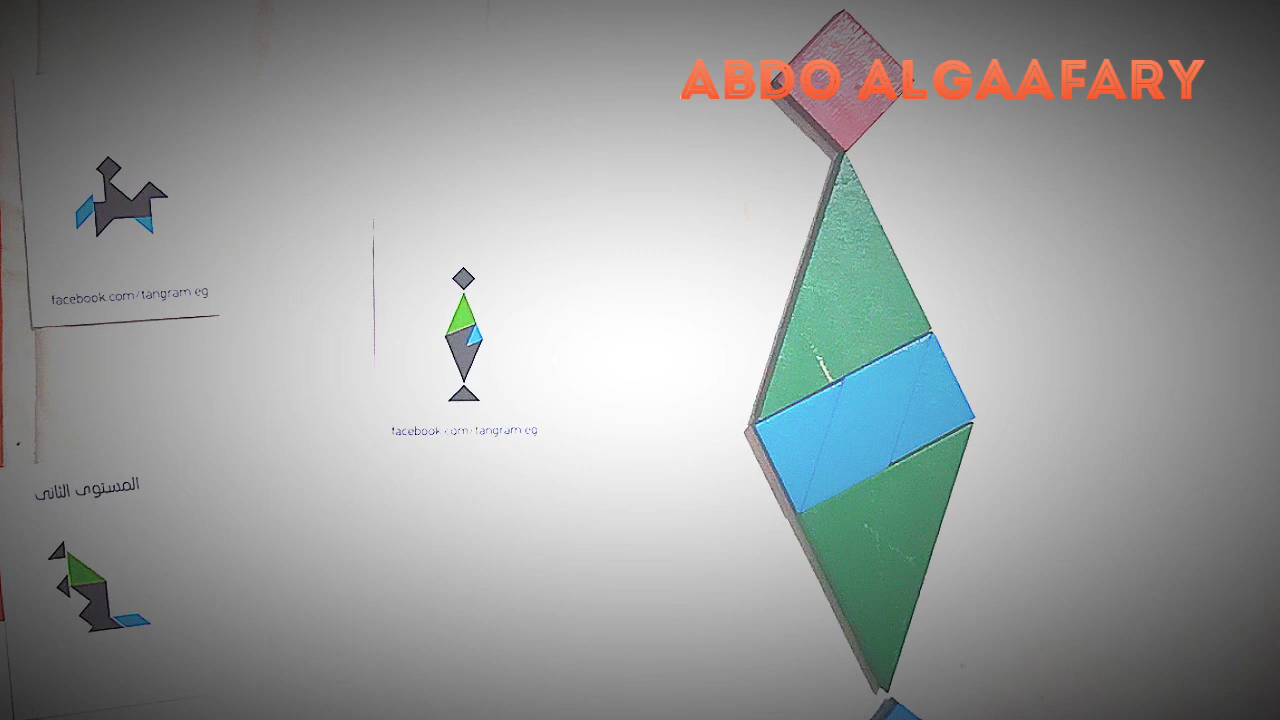 ABDO ALGAAFARY
facebook.com/tangram.eg
facebook.com/tangram.eg
المستوى الثانى